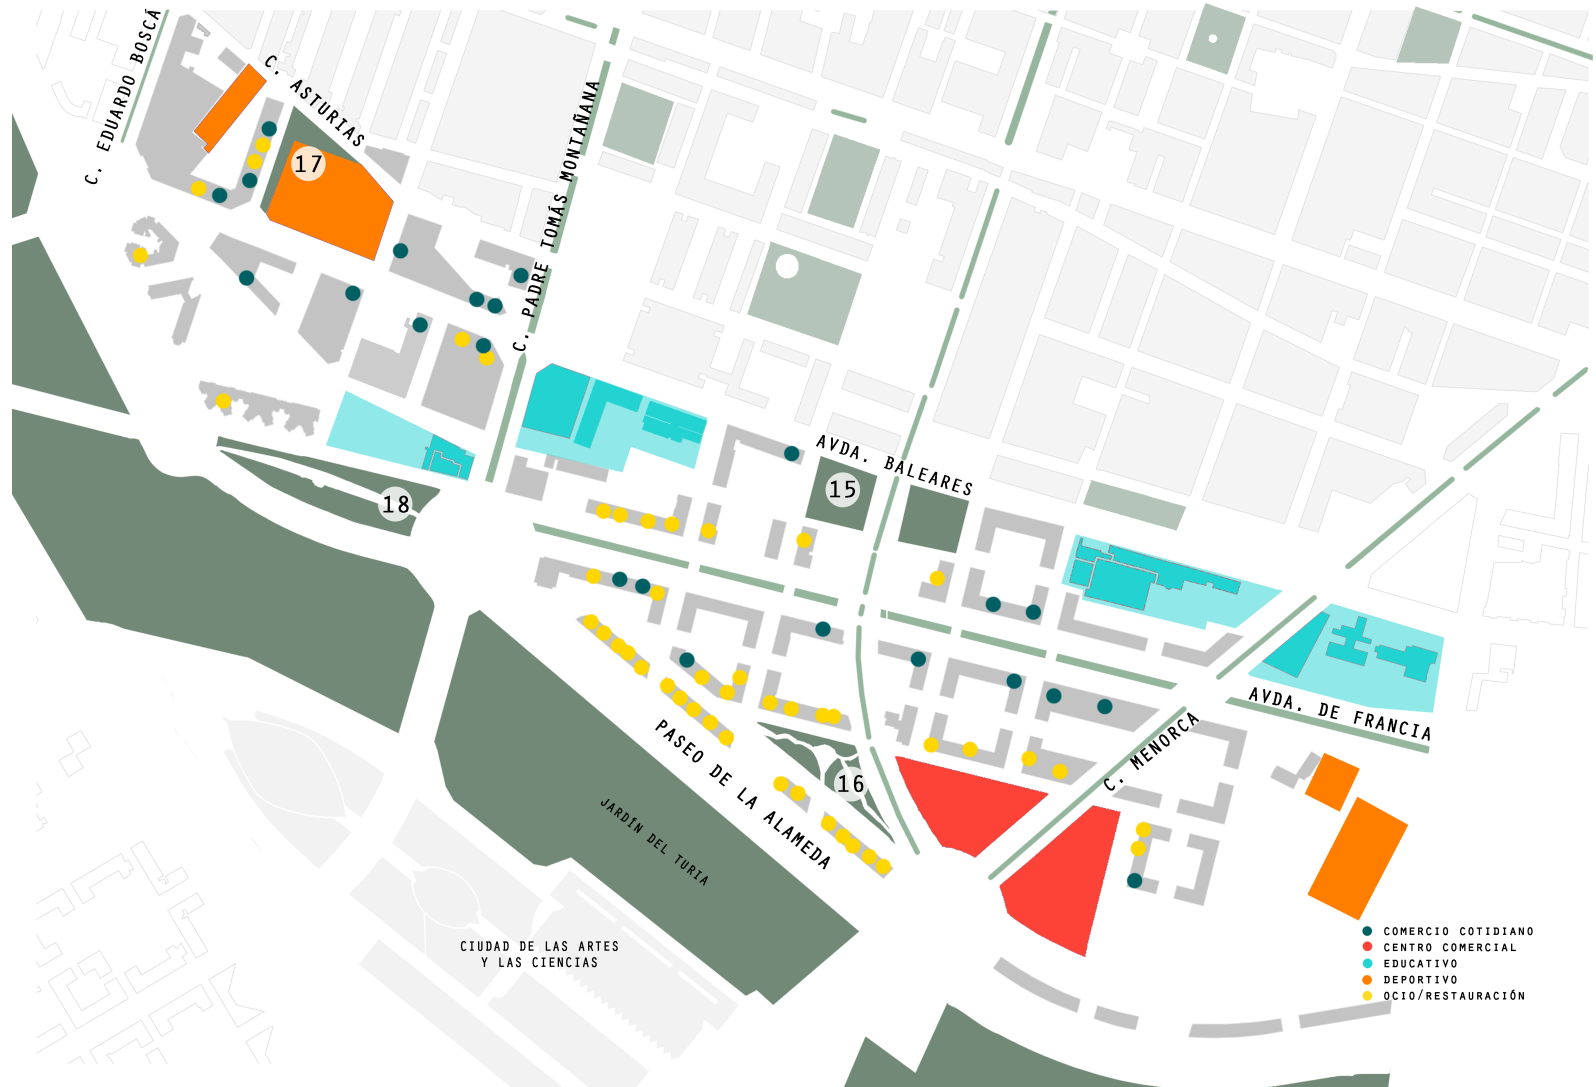 C. EDUARDO BOSCÁ
C. ASTURIAS
17
C. PADRE TOMÁS MONTAÑANA
18
AVDA. BALEARES
15
16
AVDA. DE FRANCIA
C. MENORCA
PASEO DE LA ALAMEDA
JARDÍN DEL TURIA
CIUDAD DE LAS ARTES
Y LAS CIENCIAS
COMERCIO COTIDIANO
CENTRO COMERCIAL
EDUCATIVO
DEPORTIVO
OCIO/RESTAURACIÓN